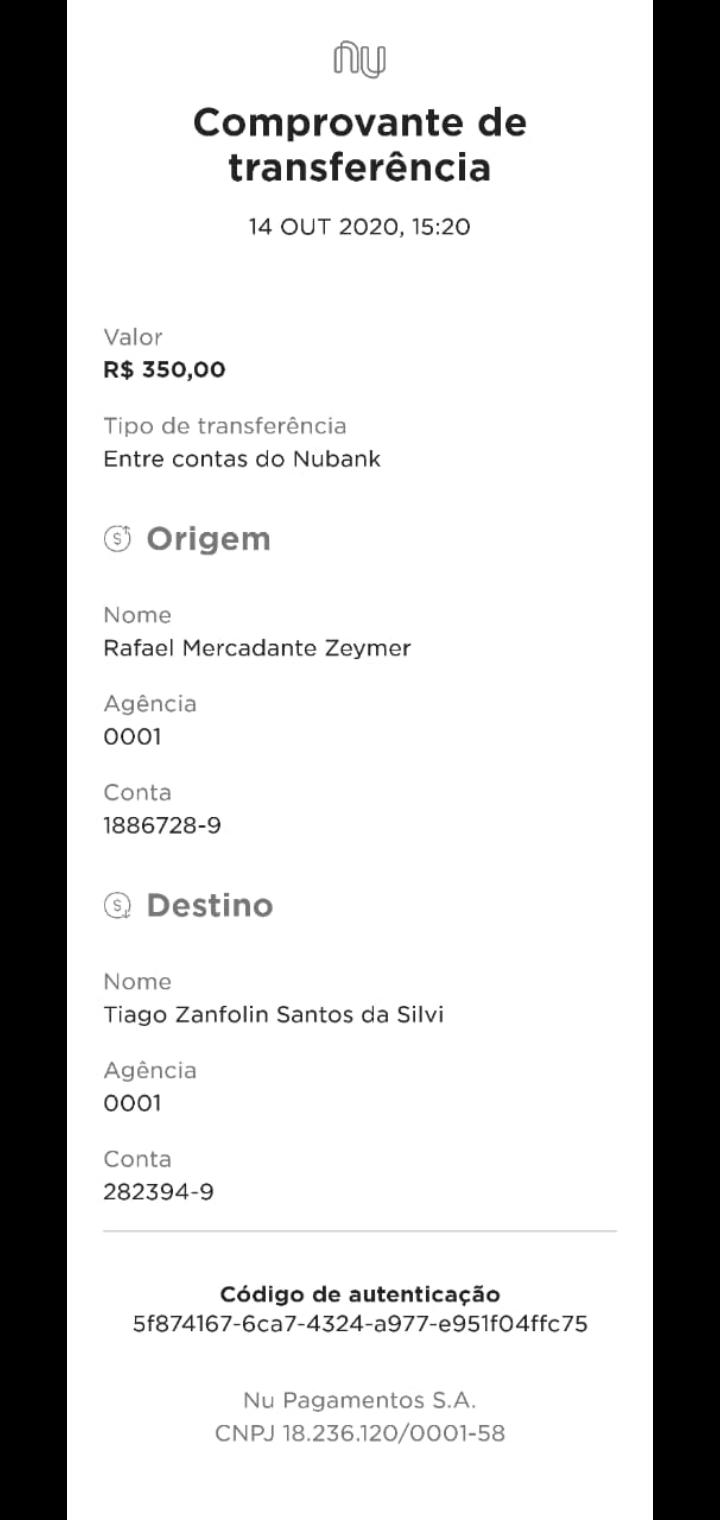 nu
Comprovante de
transferência
14 OUT 2020, 15:20
Valor
R$ 350,00
Tipo de transferência
Entre contas do Nubank
Origem
Nome
Rafael Mercadante Zeymer
Agência
0001
Conta
1886728-9
Destino
Nome
Tiago Zanfolin Santos da Silvi
Agência
0001
Conta
282394-9
Código de autenticação
5f874167-6ca7-4324-a977-e951f04ffc75
Nu Pagamentos S.A.
CNPJ 18.236.120/0001-58